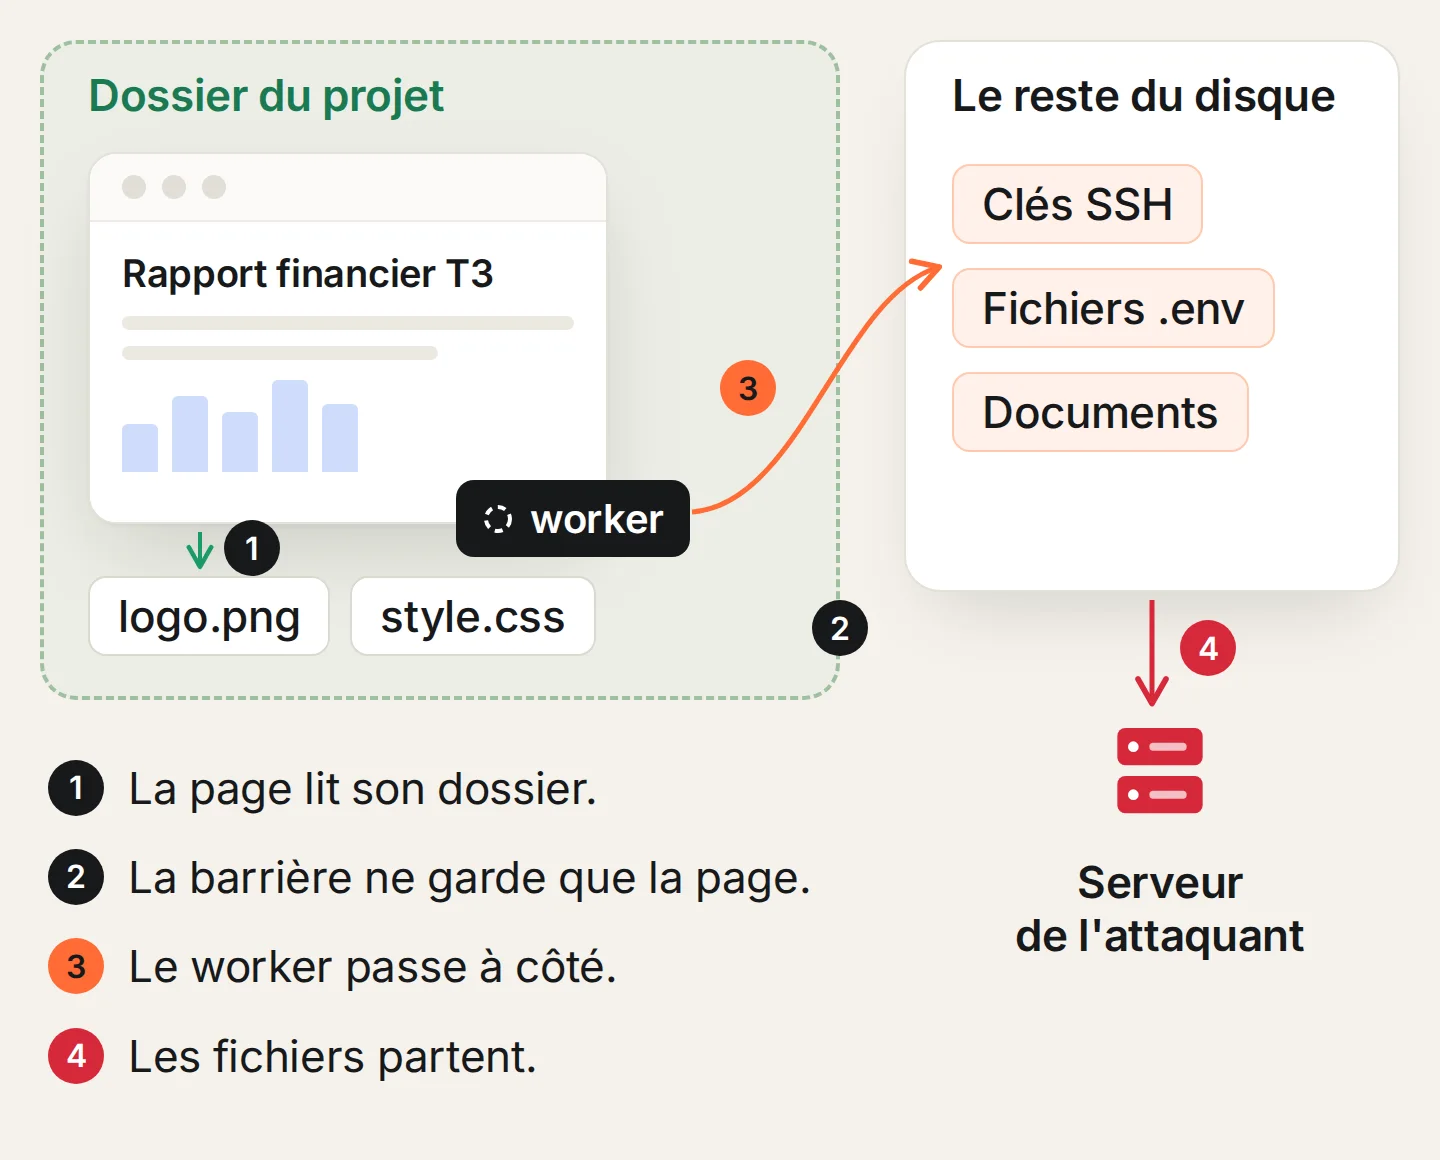 Dossier du projet
Rapport financier T3
worker
1
logo.png
style.css
2
3
Le reste du disque
Clés SSH
Fichiers .env
Documents
4
Serveur
de l'attaquant
1 La page lit son dossier.
2 La barrière ne garde que la page.
3 Le worker passe à côté.
4 Les fichiers partent.